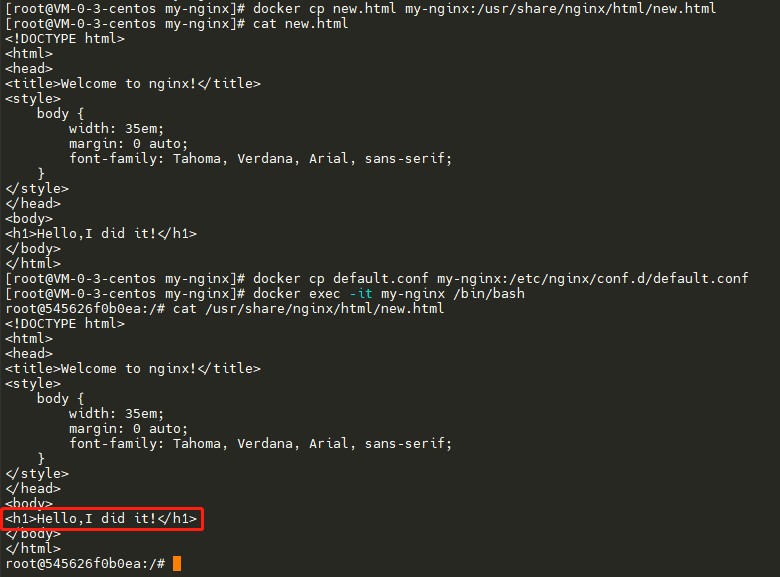 [root@VM-0-3-centos my-nginx]# docker cp new.html my-nginx:/usr/share/nginx/html/new.html
[root@VM-0-3-centos my-nginx]# cat new.html
<!DOCTYPE html>
<html>
<head>
<title>Welcome to nginx!</title>
<style>
    body {
        width: 35em;
        margin: 0 auto;
        font-family: Tahoma, Verdana, Arial, sans-serif;
    }
</style>
</head>
<body>
<h1>Hello,I did it!</h1>
</body>
</html>
[root@VM-0-3-centos my-nginx]# docker cp default.conf my-nginx:/etc/nginx/conf.d/default.conf
[root@VM-0-3-centos my-nginx]# docker exec -it my-nginx /bin/bash
root@545626f0b0ea:/# cat /usr/share/nginx/html/new.html
<!DOCTYPE html>
<html>
<head>
<title>Welcome to nginx!</title>
<style>
    body {
        width: 35em;
        margin: 0 auto;
        font-family: Tahoma, Verdana, Arial, sans-serif;
    }
</style>
</head>
<body>
<h1>Hello,I did it!</h1>
</body>
</html>
root@545626f0b0ea:/#